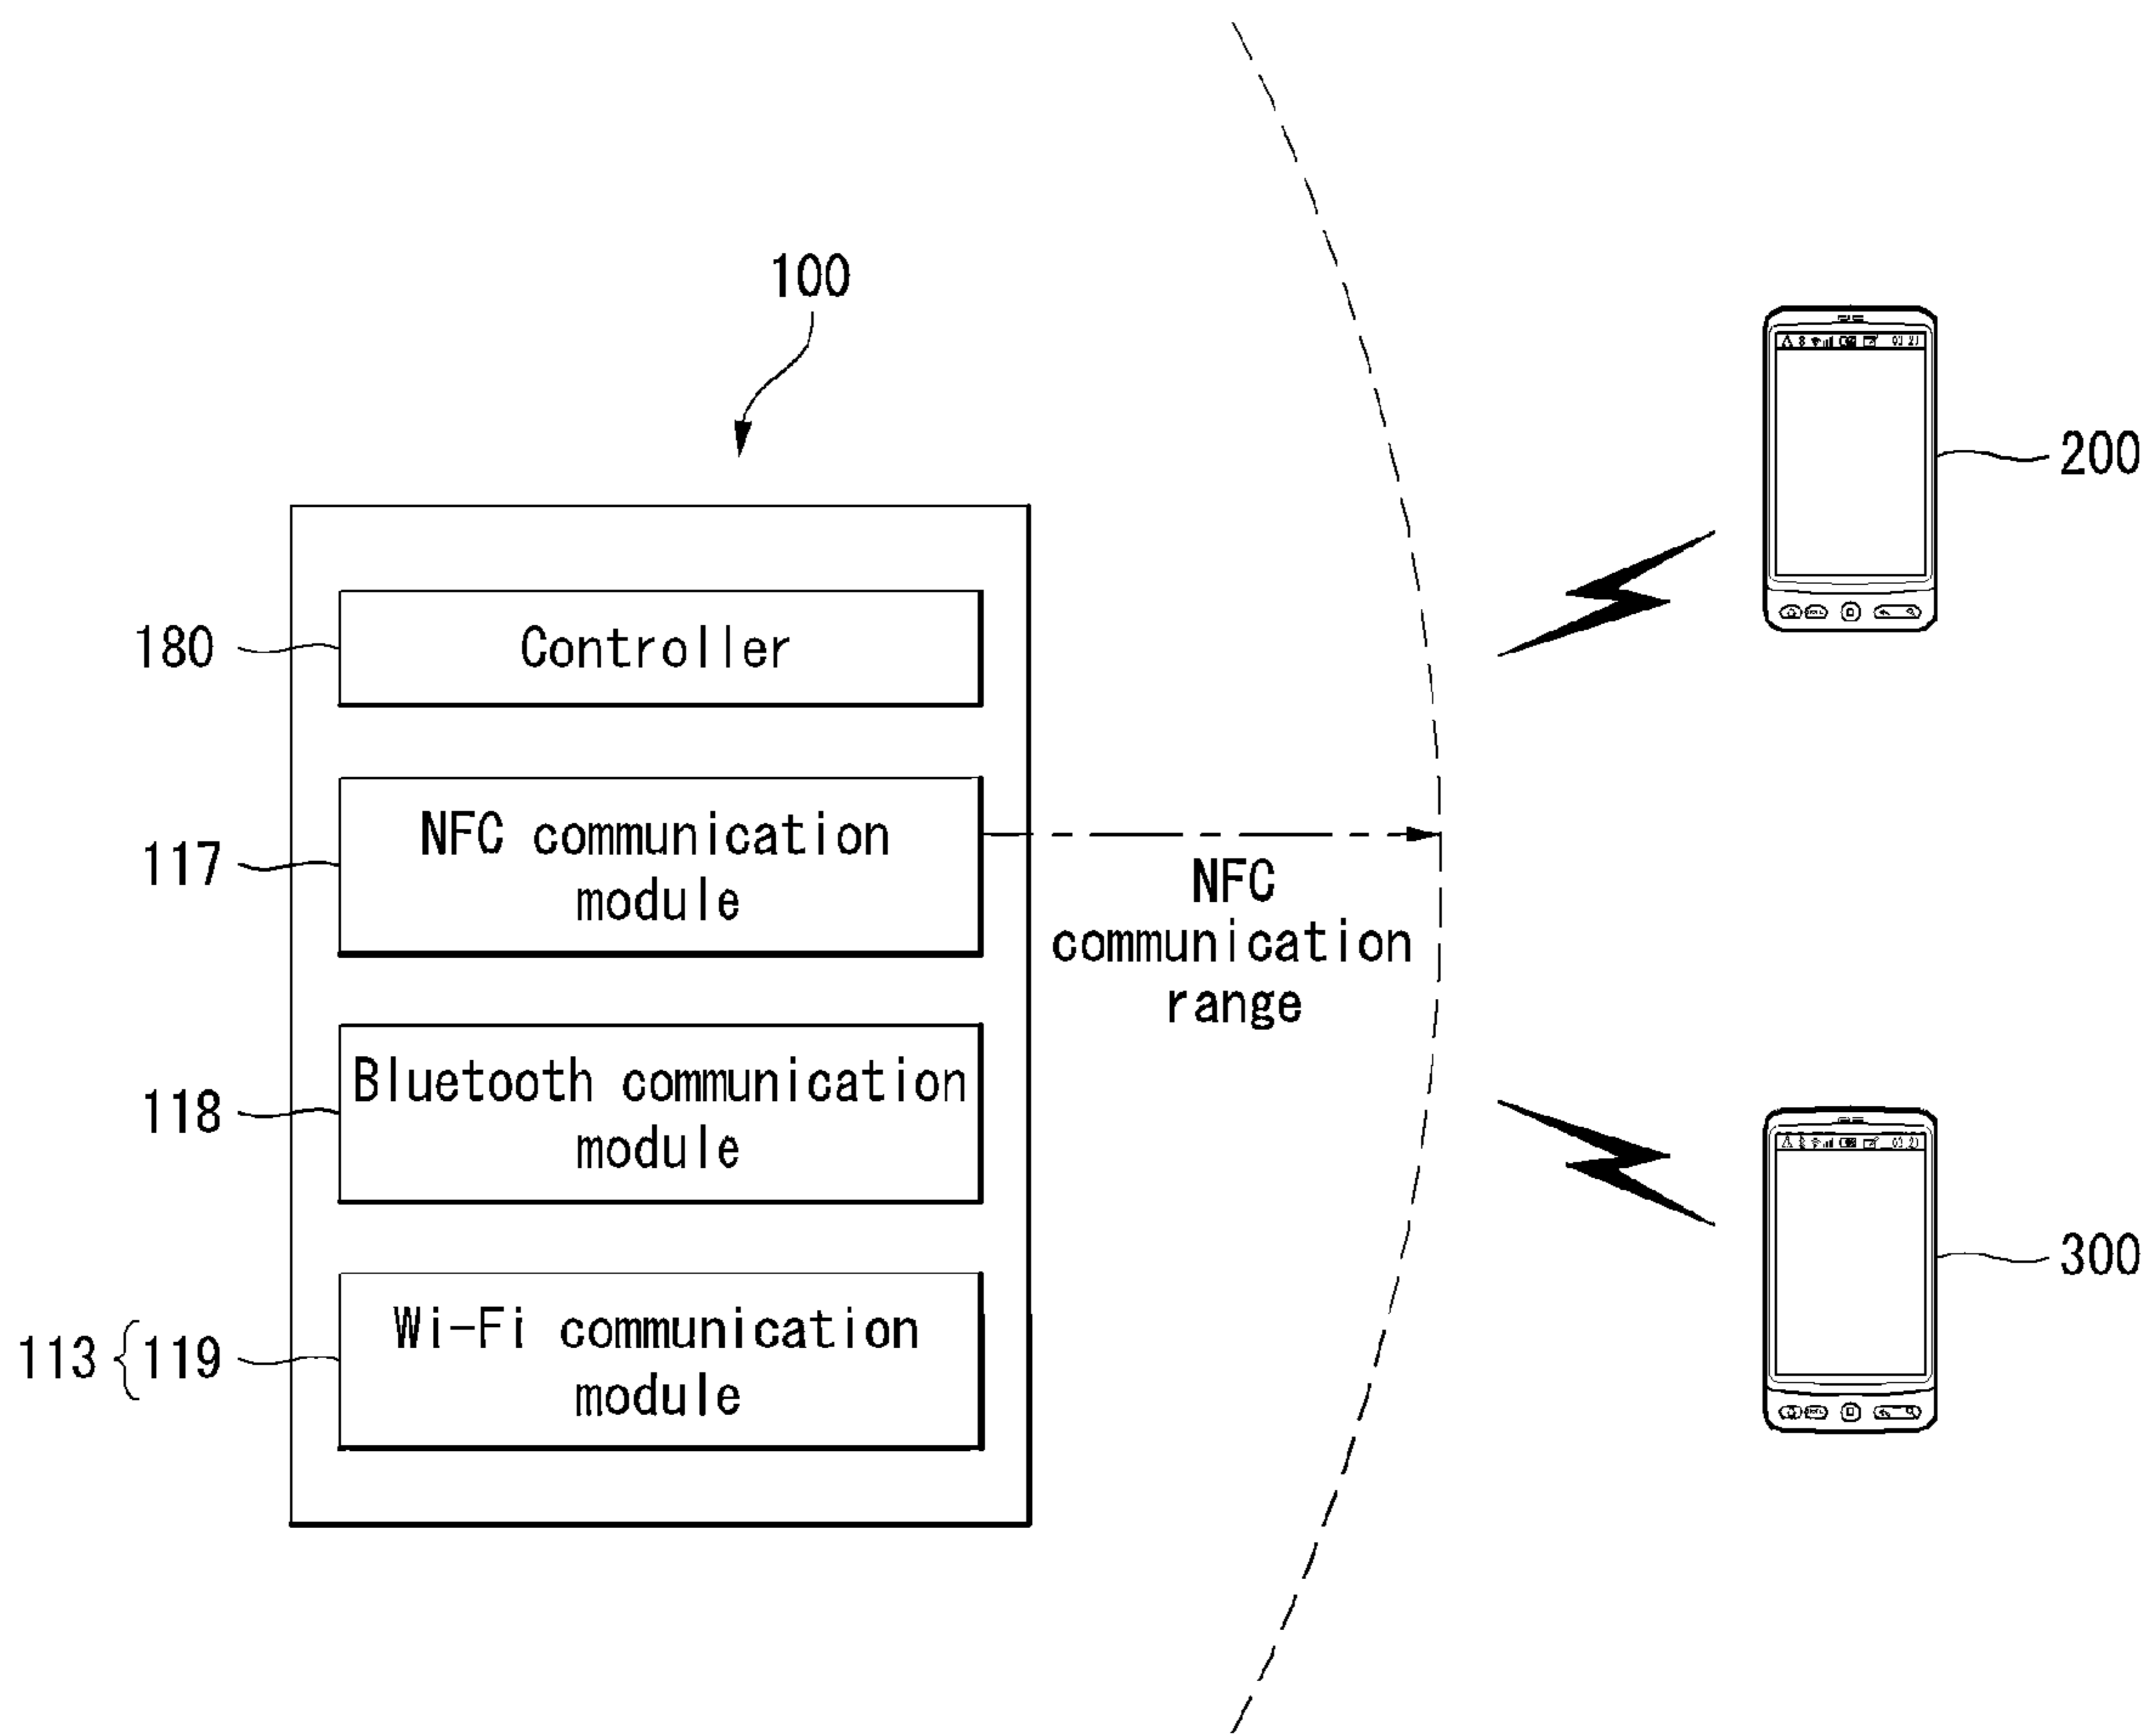 100
200
180
Controller
117
NFC communication
module
NFC
communication
range
118
Bluetooth communication
module
300
113 { 119
Wi-Fi communication
module